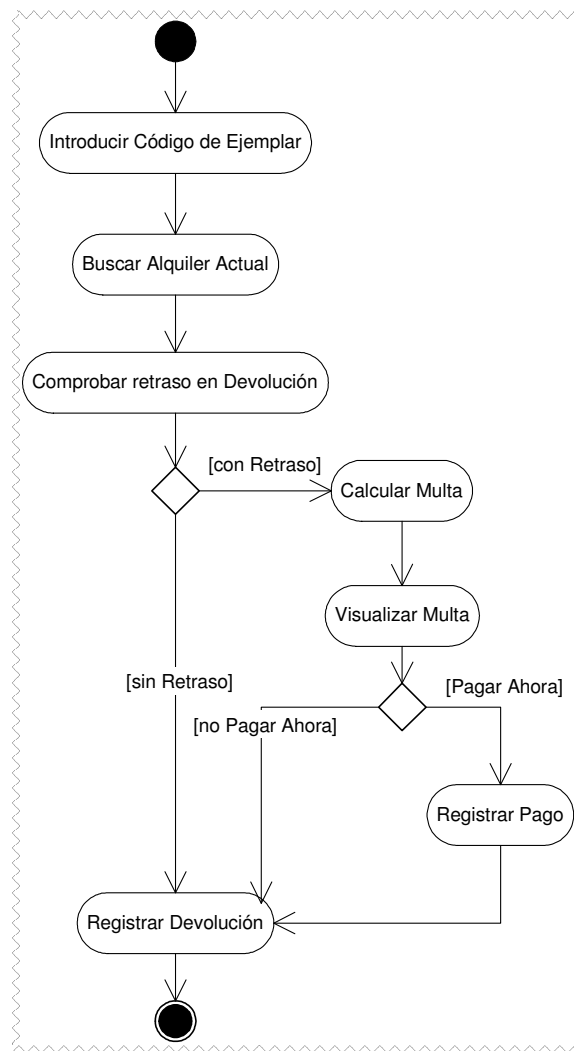 Introducir Código de Ejemplar
Buscar Alquiler Actual
Comprobar retraso en Devolución
[con Retraso]
Calcular Multa
Visualizar Multa
[sin Retraso]
[Pagar Ahora]
[no Pagar Ahora]
Registrar Pago
Registrar Devolución